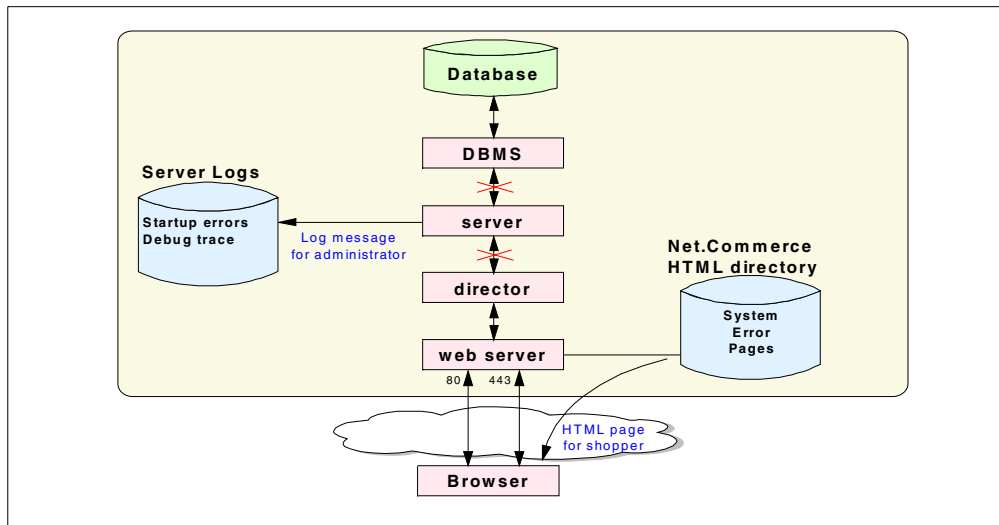 Database
DBMS
Server Logs
Startup errors
Debug trace
Log message
for administrator
server
director
Net.Commerce
HTML directory
System
Error
Pages
web server
80
443
HTML page
for shopper
Browser